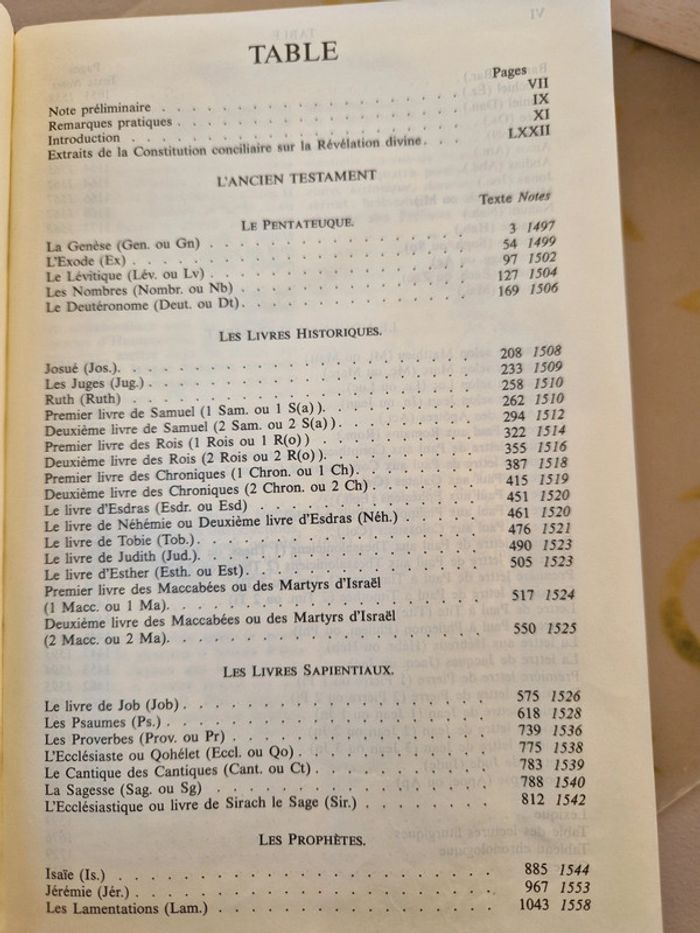 TABLE
Pages
Note préliminaire . . . . . . . . . . . . . . . . . . VII
Remarques pratiques . . . . . . . . . . . . . . . . . IX
Introduction . . . . . . . . . . . . . . . . . . . . XI
Extraits de la Constitution conciliaire sur la Révélation divine. . . . LXXII
L'ANCIEN TESTAMENT
Texte Notes
LE PENTATEUQUE.
La Genèse (Gen. ou Gn) . . . . . . . . . . . . . . . 3 1497
L'Exode (Ex) . . . . . . . . . . . . . . . . . . . . 54 1499
Le Lévitique (Lév. ou Lv) . . . . . . . . . . . . . . 97 1502
Les Nombres (Nombr. ou Nb) . . . . . . . . . . . . . 127 1504
Le Deutéronome (Deut. ou Dt). . . . . . . . . . . . . 169 1506
LES LIVRES HISTORIQUES.
Josué (Jos.). . . . . . . . . . . . . . . . . . . . . 208 1508
Les Juges (Jug.) . . . . . . . . . . . . . . . . . . 233 1509
Ruth (Ruth) . . . . . . . . . . . . . . . . . . . . . 258 1510
Premier livre de Samuel (1 Sam. ou 1 S(a)). . . . . . 262 1510
Deuxième livre de Samuel (2 Sam. ou 2 S(a)). . . . . . 294 1512
Premier livre des Rois (1 Rois ou 1 R(o)) . . . . . . 322 1514
Deuxième livre des Rois (2 Rois ou 2 R(o)). . . . . . 355 1516
Premier livre des Chroniques (1 Chron. ou 1 Ch). . . . 387 1518
Deuxième livre des Chroniques (2 Chron. ou 2 Ch) . . . 415 1519
Le livre d'Esdras (Esdr. ou Esd) . . . . . . . . . . 451 1520
Le livre de Néhémie ou Deuxième livre d'Esdras (Néh.) . . . 461 1520
Le livre de Tobie (Tob.) . . . . . . . . . . . . . . 476 1521
Le livre de Judith (Jud.). . . . . . . . . . . . . . 490 1523
Le livre d'Esther (Esth. ou Est). . . . . . . . . . . 505 1523
Premier livre des Maccabées ou des Martyrs d'Israël
(1 Macc. ou 1 Ma). . . . . . . . . . . . . . . . . . 517 1524
Deuxième livre des Maccabées ou des Martyrs d'Israël
(2 Macc. ou 2 Ma). . . . . . . . . . . . . . . . . . 550 1525
LES LIVRES SAPIENTIAUX.
Le livre de Job (Job) . . . . . . . . . . . . . . . . 575 1526
Les Psaumes (Ps.) . . . . . . . . . . . . . . . . . . 618 1528
Les Proverbes (Prov. ou Pr) . . . . . . . . . . . . . 739 1536
L'Ecclésiaste ou Qohélet (Eccl. ou Qo) . . . . . . . . 775 1538
Le Cantique des Cantiques (Cant. ou Ct) . . . . . . . 783 1539
La Sagesse (Sag. ou Sg) . . . . . . . . . . . . . . . 788 1540
L'Ecclésiastique ou livre de Sirach le Sage (Sir.) . . . 812 1542
LES PROPHÈTES.
Isaïe (Is.) . . . . . . . . . . . . . . . . . . . . . 885 1544
Jérémie (Jér.) . . . . . . . . . . . . . . . . . . . 967 1553
Les Lamentations (Lam.) . . . . . . . . . . . . . . . 1043 1558